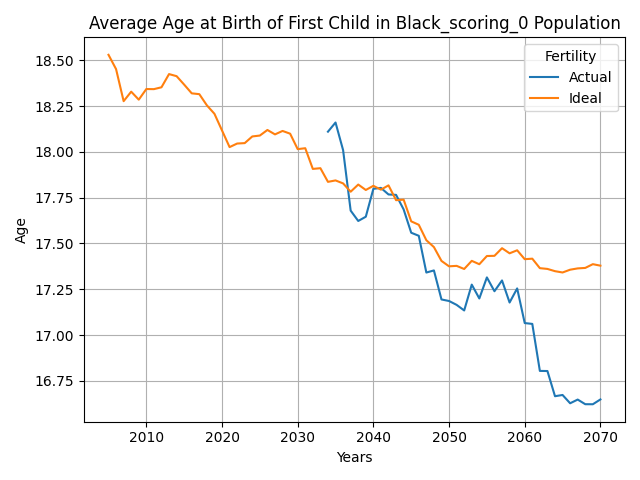 Average Age at Birth of First Child in Black_scoring_0 Population
Fertility
Actual
Ideal
Age
18.50
18.25
18.00
17.75
17.50
17.25
17.00
16.75
2010 2020 2030 2040 2050 2060 2070
Years